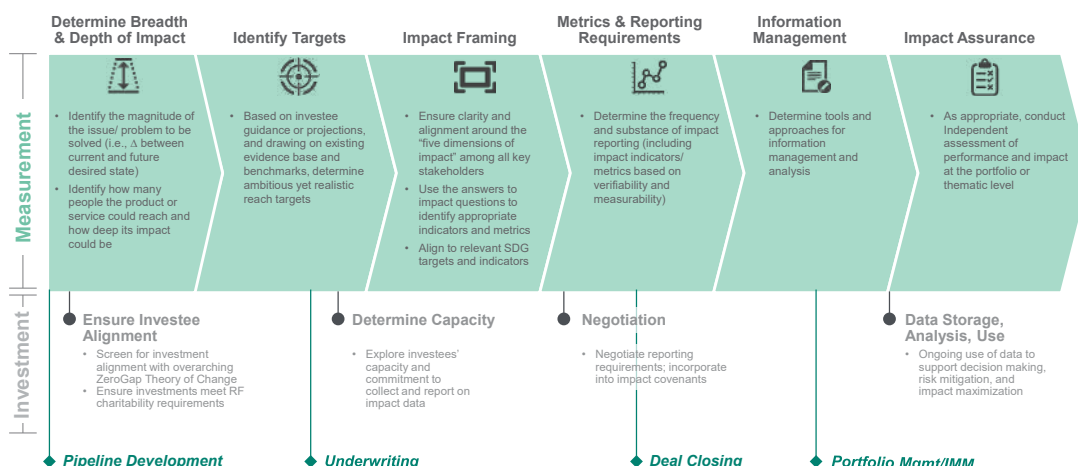 Determine Breadth
& Depth of Impact
Identify Targets
Impact Framing
Metrics & Reporting
Requirements
Information
Management
Impact Assurance
Measurement
• Identify the magnitude of
the issue/ problem to be
solved (i.e., Δ between
current and future
desired state)
• Identify how many
people the product or
service could reach and
how deep its impact
could be
• Based on investee
guidance or projections,
and drawing on existing
evidence base and
benchmarks, determine
ambitious yet realistic
reach targets
• Ensure clarity and
alignment around the
“five dimensions of
impact” among all key
stakeholders
• Use the answers to
impact questions to
identify appropriate
indicators and metrics
• Align to relevant SDG
targets and indicators
• Determine the frequency
and substance of impact
reporting (including
impact indicators/
metrics based on
verifiability and
measurability)
• Determine tools and
approaches for
information
management and
analysis
• As appropriate, conduct
Independent
assessment of
performance and impact
at the portfolio or
thematic level
Investment
Ensure Investee
Alignment
• Screen for investment
alignment with overarching
ZeroGap Theory of Change
• Ensure investments meet RF
charitability requirements
Determine Capacity
• Explore investees’
capacity and
commitment to
collect and report on
impact data
Negotiation
• Negotiate reporting
requirements; incorporate
into impact covenants
Data Storage,
Analysis, Use
• Ongoing use of data to
support decision making,
risk mitigation, and
impact maximization
Pipeline Development
Underwriting
Deal Closing
Portfolio Mgmt/IMM